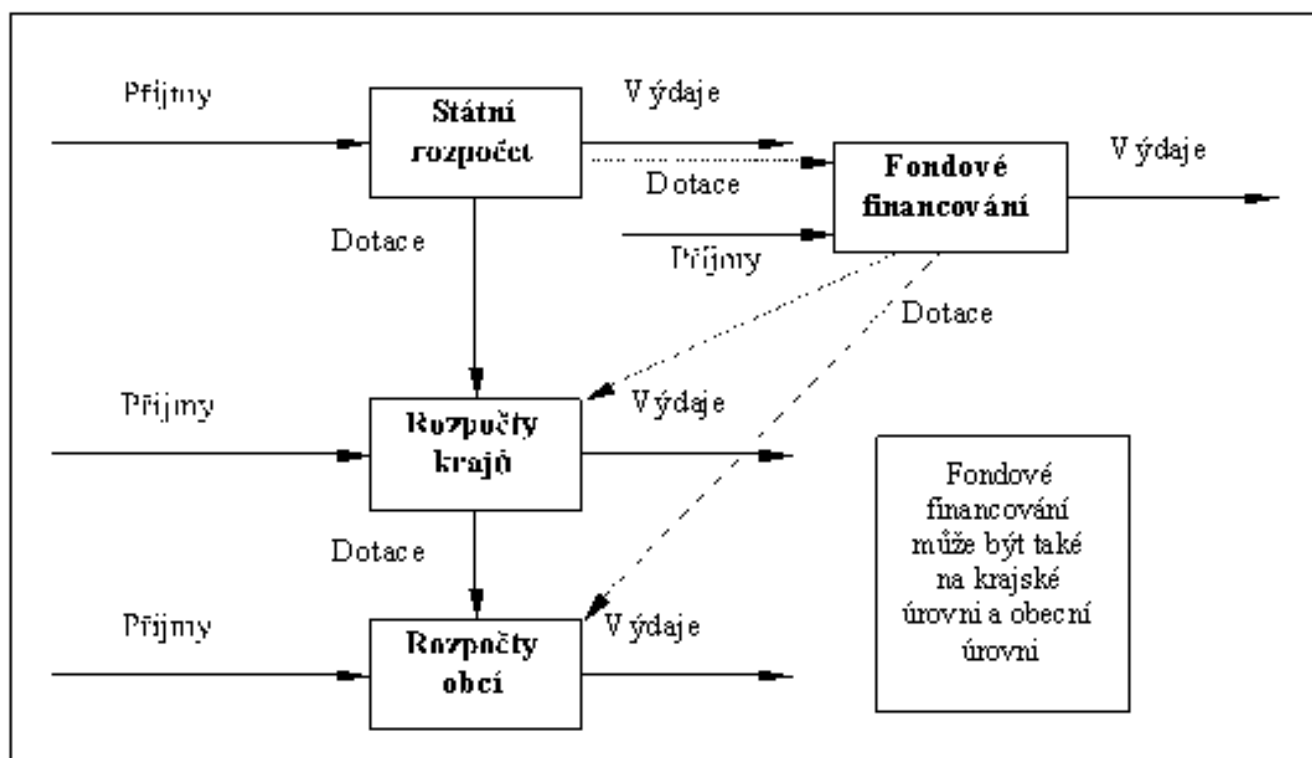 Příjmy
Státní
rozpočet
Výdaje
Dotace
Fondové
financování
Výdaje
Dotace
Příjmy
Dotace
Příjmy
Rozpočty
krajů
Výdaje
Fondové
financování
může být také
na krajské
úrovni a obecní
úrovni
Dotace
Příjmy
Rozpočty
obcí
Výdaje